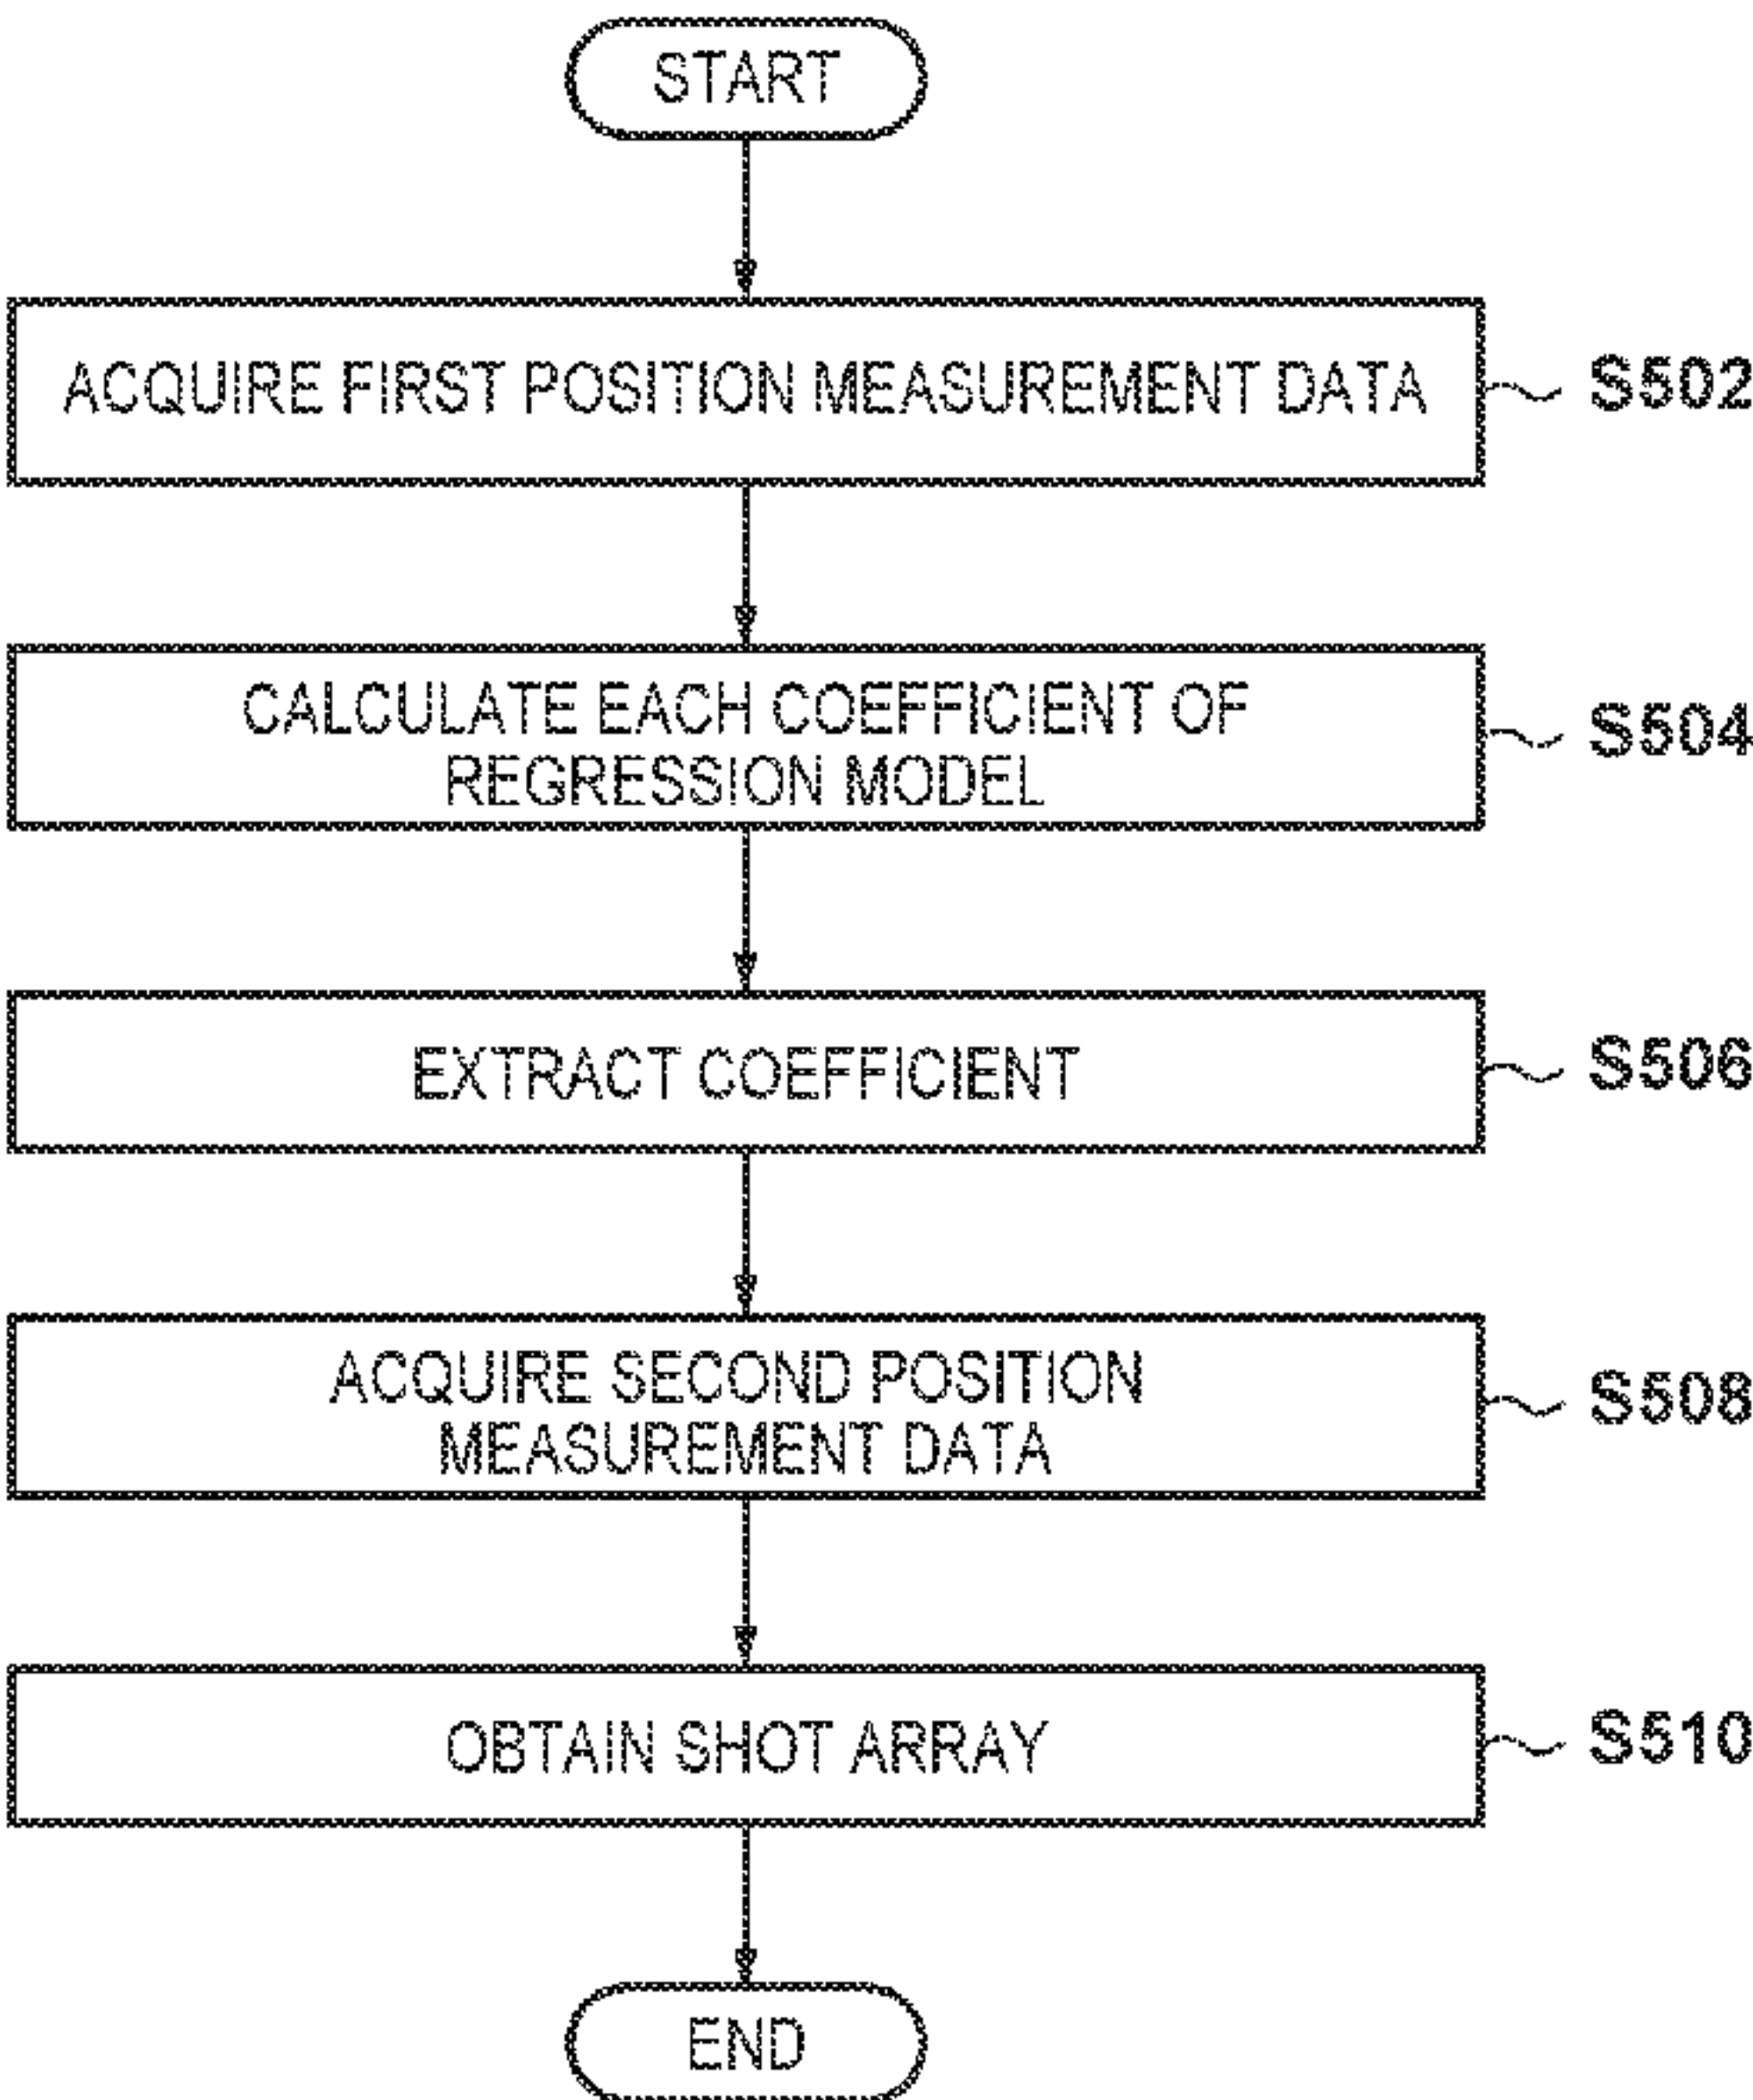 START
ACQUIRE FIRST POSITION MEASUREMENT DATA
S502
CALCULATE EACH COEFFICIENT OF
REGRESSION MODEL
S504
EXTRACT COEFFICIENT
S506
ACQUIRE SECOND POSITION
MEASUREMENT DATA
S508
OBTAIN SHOT ARRAY
S510
END